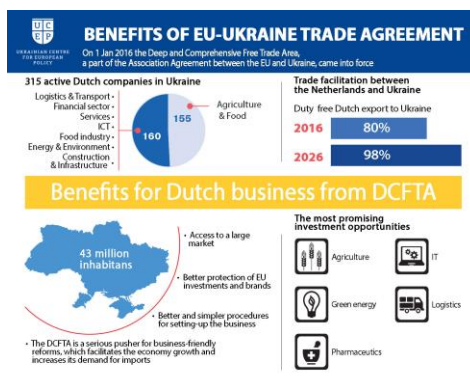 UCEP
UKRAINIAN CENTRE
FOR EUROPEAN
POLICY
BENEFITS OF EU-UKRAINE TRADE AGREEMENT
On 1 Jan 2016 the Deep and Comprehensive Free Trade Area,
a part of the Association Agreement between the EU and Ukraine, came into force
315 active Dutch companies in Ukraine
Logistics & Transport •
Financial sector •
Services •
ICT •
Food industry •
Energy & Environment •
Construction •
& Infrastructure
160
155
Agriculture
& Food
Trade facilitation between
the Netherlands and Ukraine
Duty free Dutch export to Ukraine
2016 80%
2026 98%
Benefits for Dutch business from DCFTA
43 million
inhabitans
• Access to a large
market
• Better protection of EU
investments and brands
• Better and simpler procedures
for setting-up the business
• The DCFTA is a serious pusher for business-friendly
reforms, which facilitates the economy growth and
increases its demand for imports
The most promising
investment opportunities
Agriculture
IT
Green energy
Logistics
Pharmaceutics